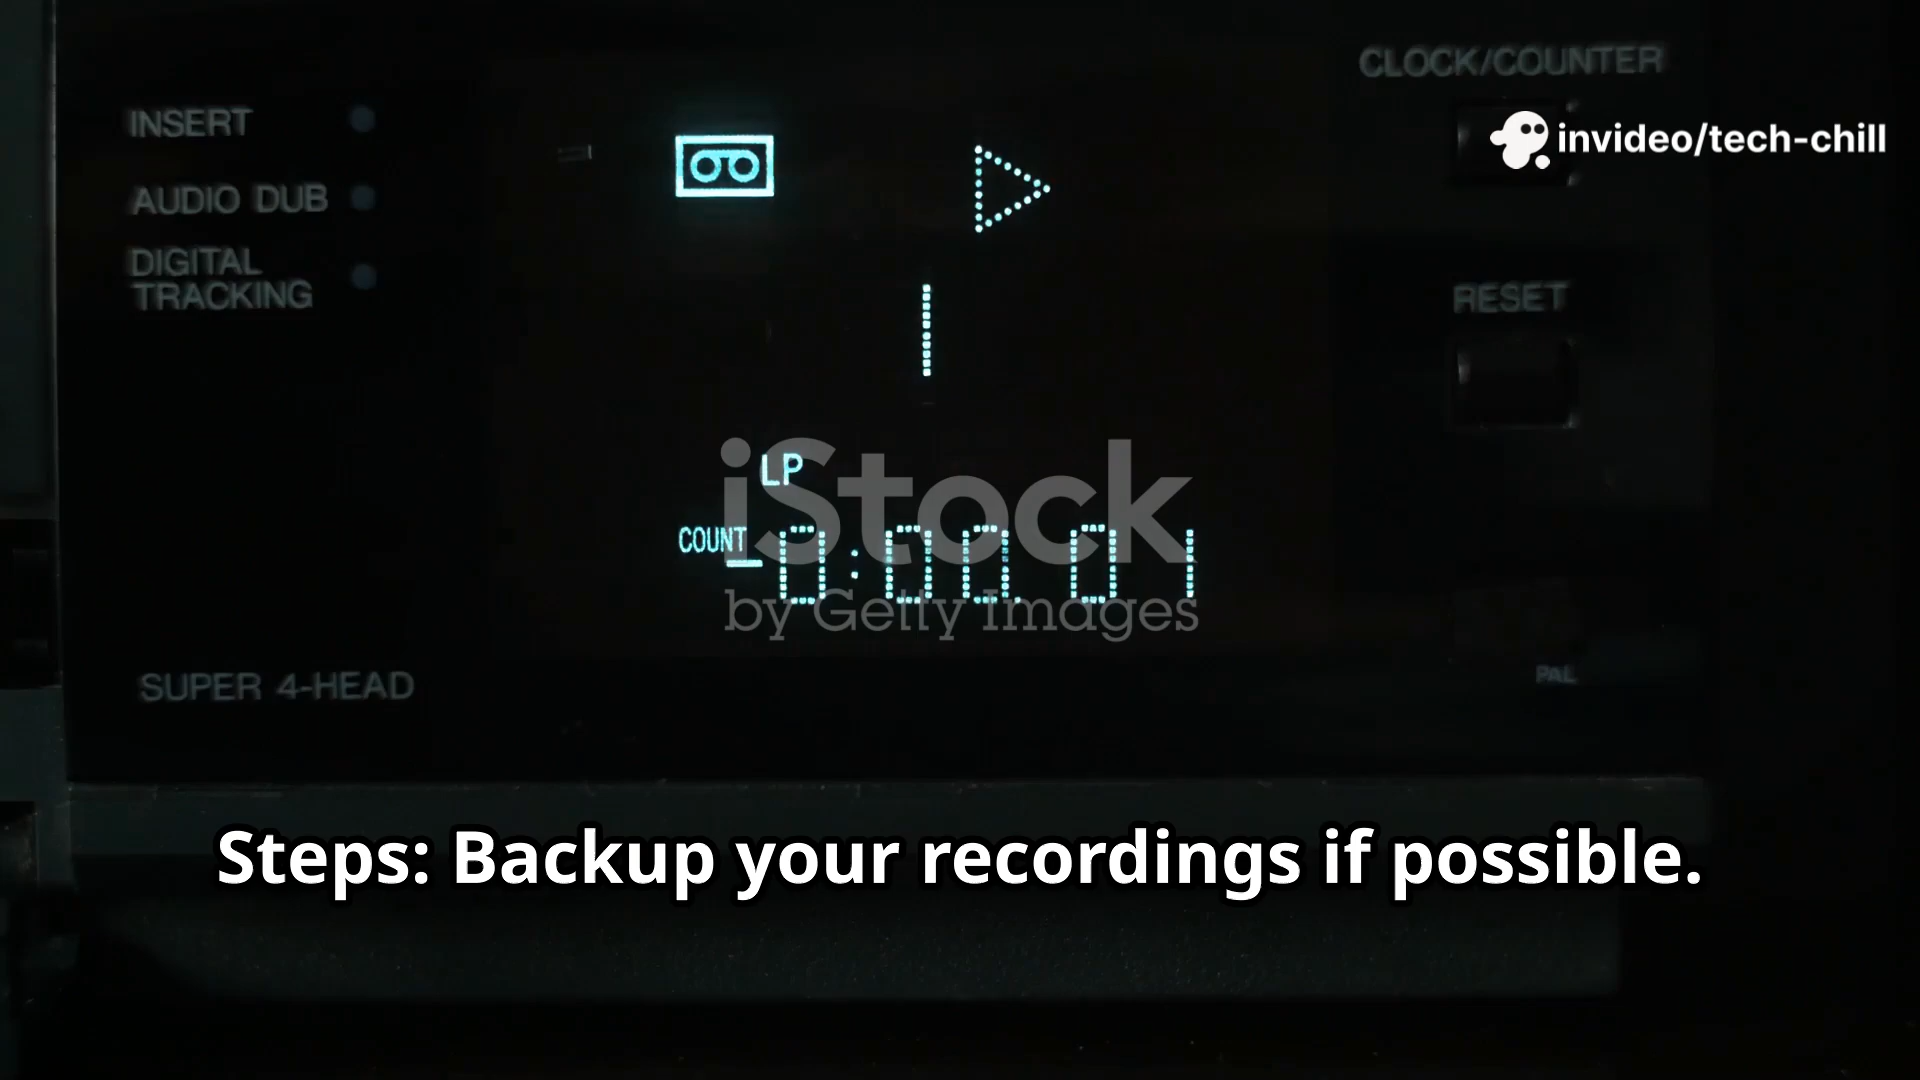 CLOCK/COUNTER
INSERT
invideo/tech-chill
AUDIO DUB
DIGITAL
TRACKING
RESET
LP
iStock
COUNT
-0:00 01
by Getty Images
PAL
SUPER 4-HEAD
Steps: Backup your recordings if possible.